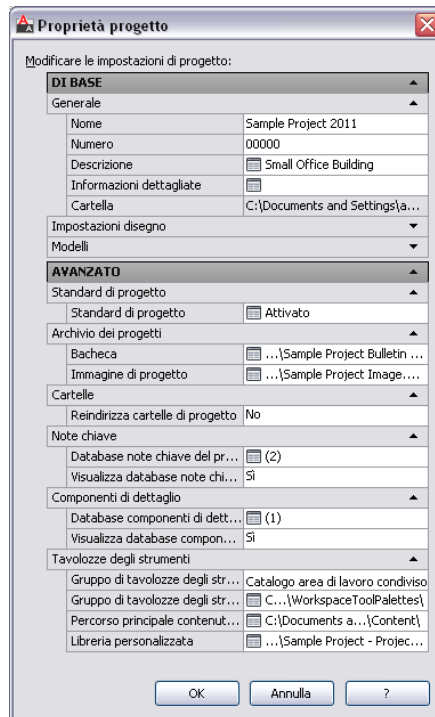 Proprietà progetto
Modificare le impostazioni di progetto:
DI BASE
Generale
Nome Sample Project 2011
Numero 00000
Descrizione Small Office Building
Informazioni dettagliate
Cartella C:\Documents and Settings\a...
Impostazioni disegno
Modelli
AVANZATO
Standard di progetto
Standard di progetto Attivato
Archivio dei progetti
Bacheca ...\Sample Project Bulletin ...
Immagine di progetto ...\Sample Project Image....
Cartelle
Reindirizza cartelle di progetto No
Note chiave
Database note chiave del pr... (2)
Visualizza database note chi... Sì
Componenti di dettaglio
Database componenti di dett... (1)
Visualizza database compon... Sì
Tavolozze degli strumenti
Gruppo di tavolozze degli str... Catalogo area di lavoro condiviso
Gruppo di tavolozze degli str... C...\WorkspaceToolPalettes\
Percorso principale contenut... C:\Documents a...\Content\
Libreria personalizzata ...\Sample Project - Projec...
OK Annulla ?